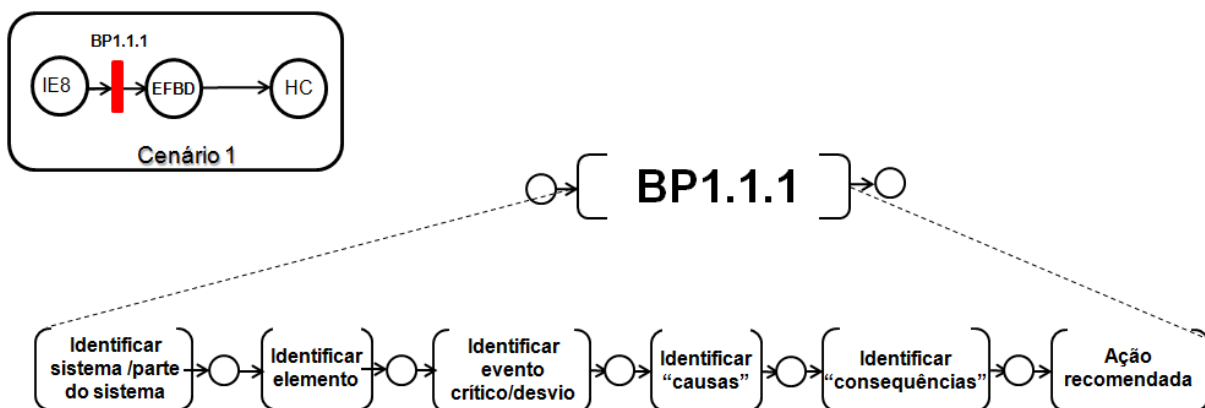 BP1.1.1
IE8
EFBD
HC
Cenário 1
BP1.1.1
Identificar
sistema /parte
do sistema
Identificar
elemento
Identificar
evento
crítico/desvio
Identificar
“causas”
Identificar
“consequências”
Ação
recomendada